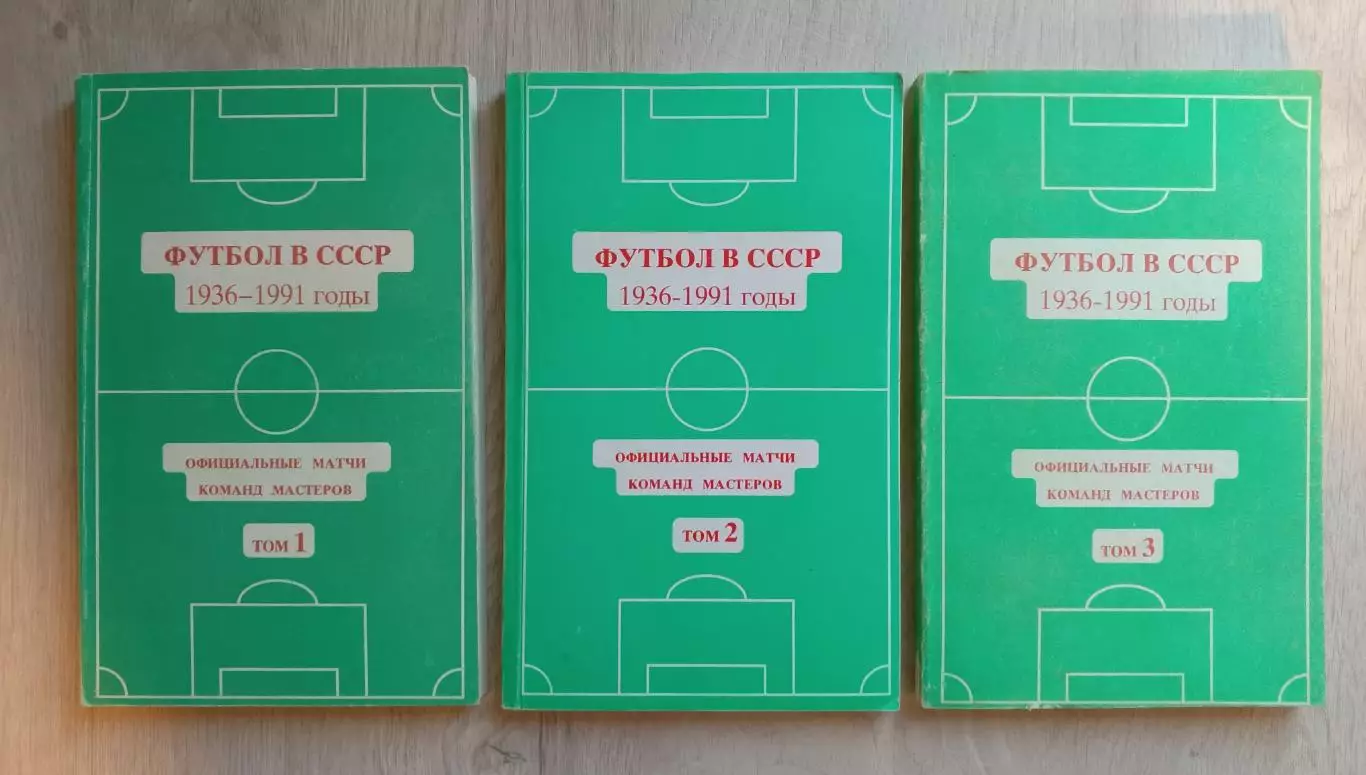 ФУТБОЛ В СССР
1936–1991 годы
ОФИЦИАЛЬНЫЕ МАТЧИ
КОМАНД МАСТЕРОВ
ТОМ 1
ФУТБОЛ В СССР
1936-1991 годы
ОФИЦИАЛЬНЫЕ МАТЧИ
КОМАНД МАСТЕРОВ
ТОМ 2
ФУТБОЛ В СССР
1936-1991 годы
ОФИЦИАЛЬНЫЕ МАТЧИ
КОМАНД МАСТЕРОВ
ТОМ 3